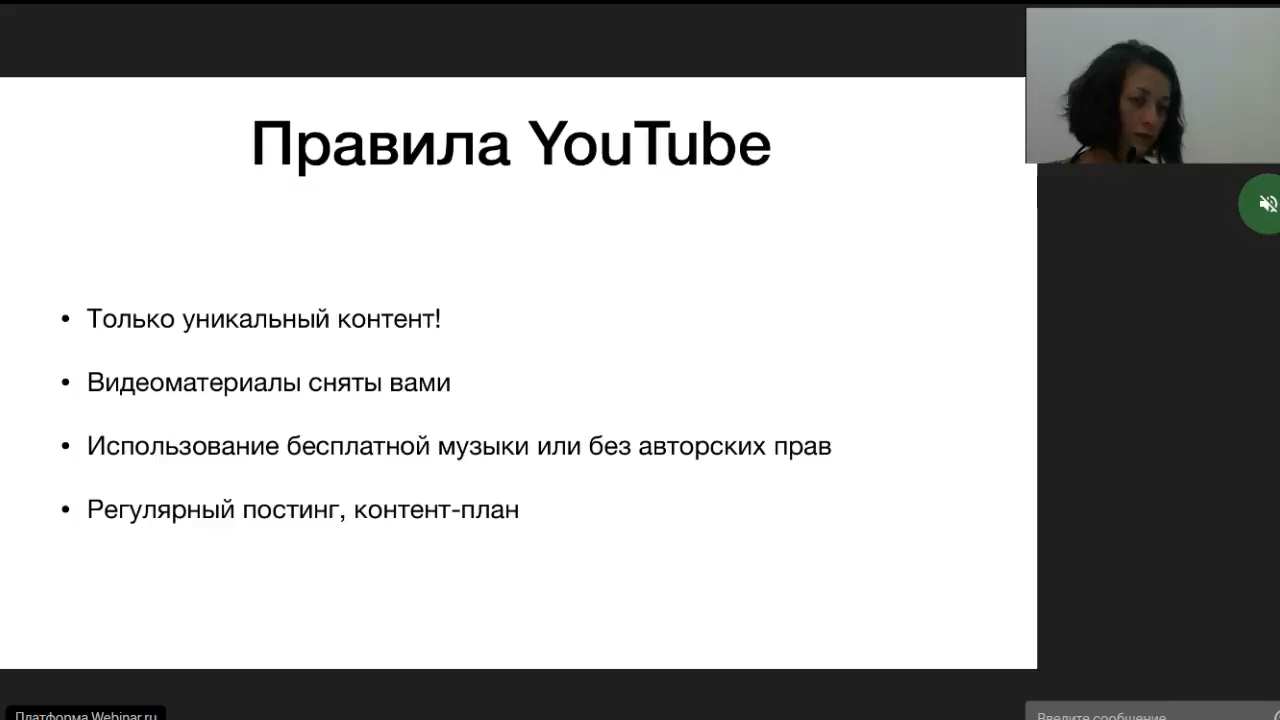 Правила YouTube
• Только уникальный контент!
• Видеоматериалы сняты вами
• Использование бесплатной музыки или без авторских прав
• Регулярный постинг, контент-план
Платформа Webinar.ru
Введите сообщение